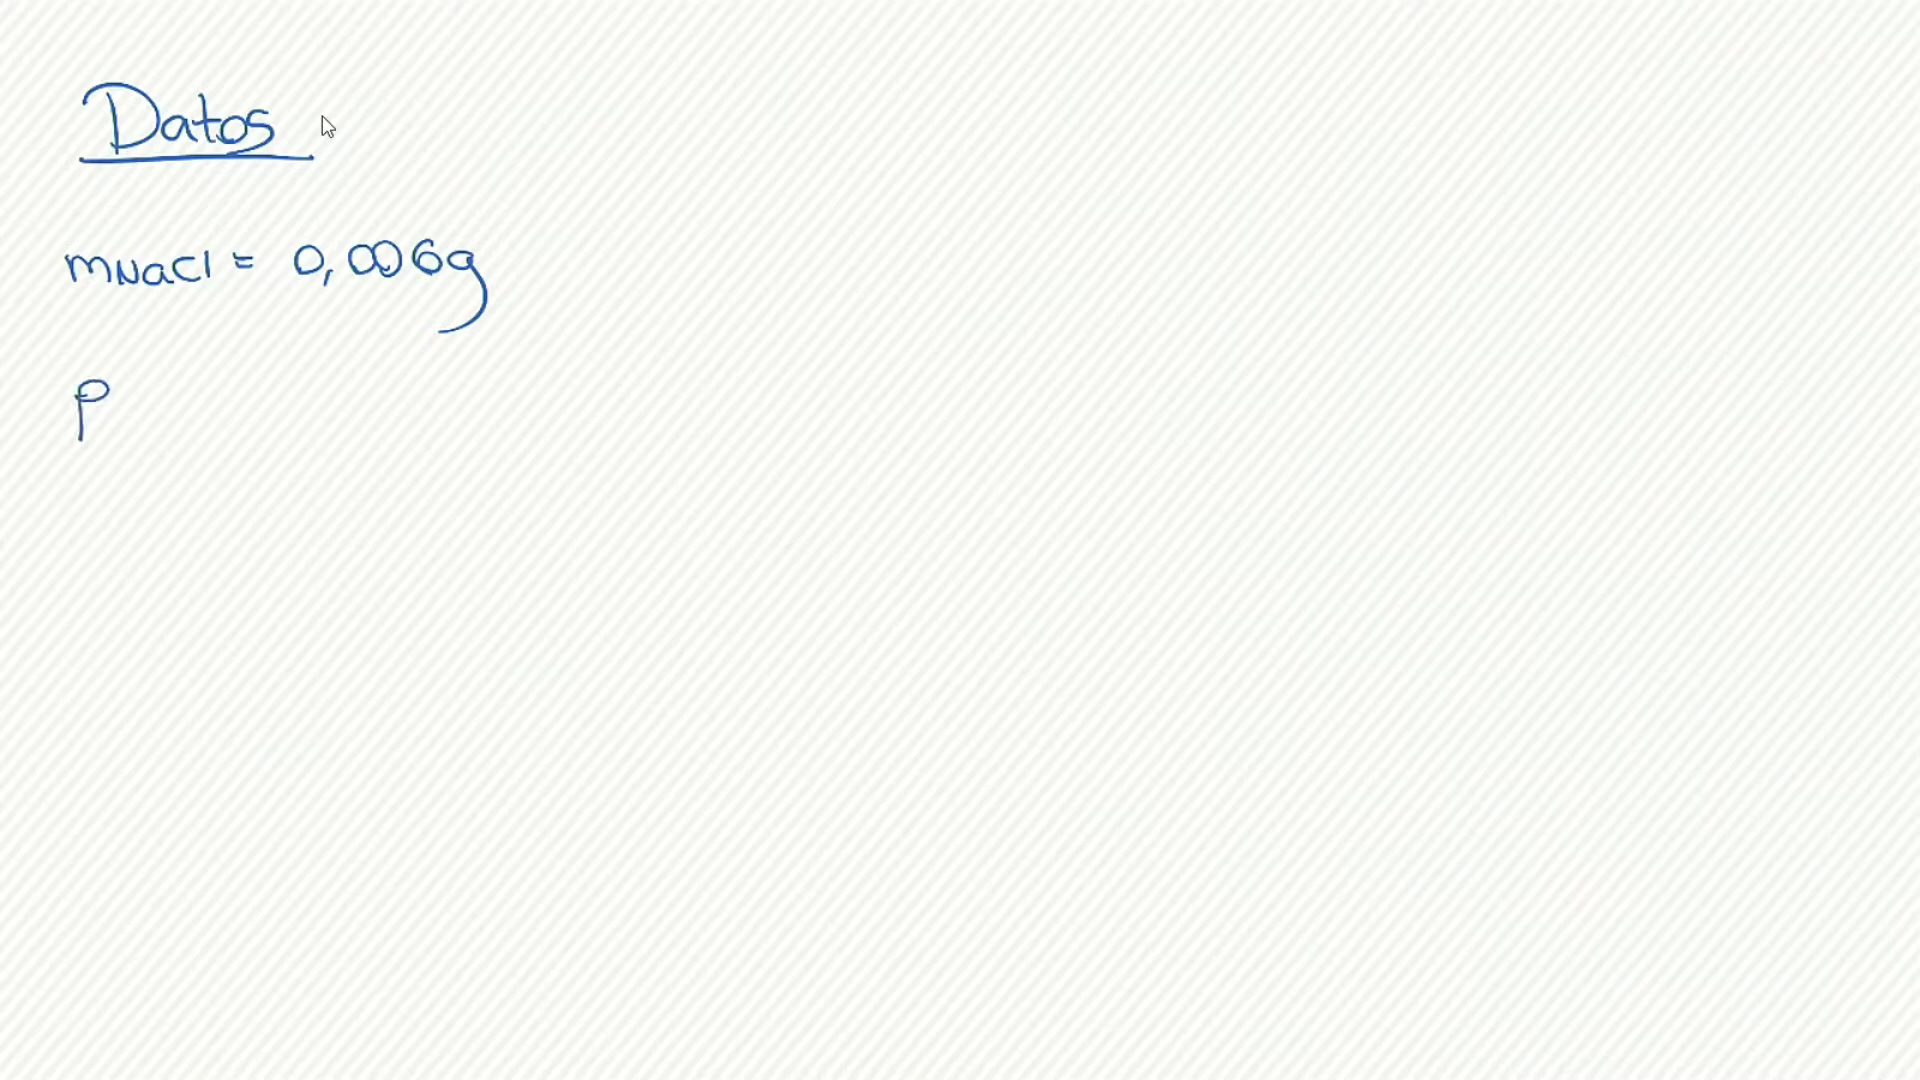 Datos
mNaCl = 0,006g
P